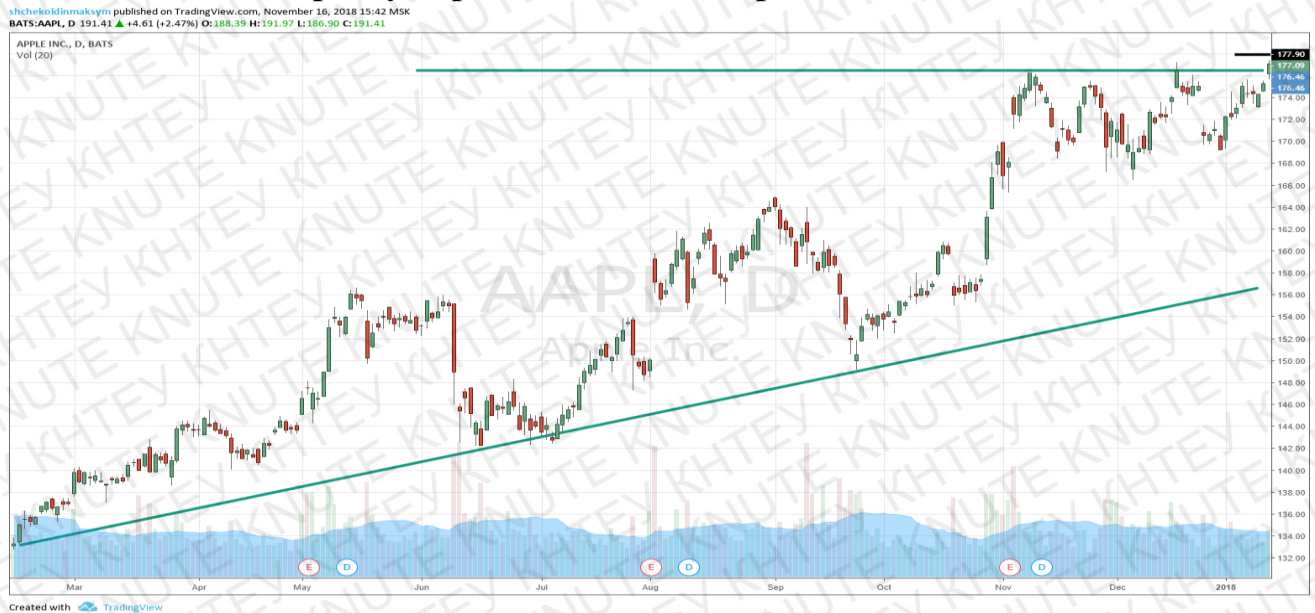 shchekoldinmaksym published on TradingView.com, November 16, 2018 15:42 MSK
BATS:AAPL, D 191.41 ▲ +4.61 (+2.47%) O:188.39 H:191.97 L:186.90 C:191.41
APPLE INC., D, BATS
Vol (20)
177.90
177.09
176.46
176.46
174.00
172.00
170.00
168.00
166.00
164.00
162.00
160.00
158.00
156.00
154.00
152.00
150.00
148.00
146.00
144.00
142.00
140.00
138.00
136.00
134.00
132.00
AAPL, D
Apple, Inc.
KNUTE KHTEY
E D E D E D
Mar Apr May Jun Jul Aug Sep Oct Nov Dec 2018
Created with TradingView